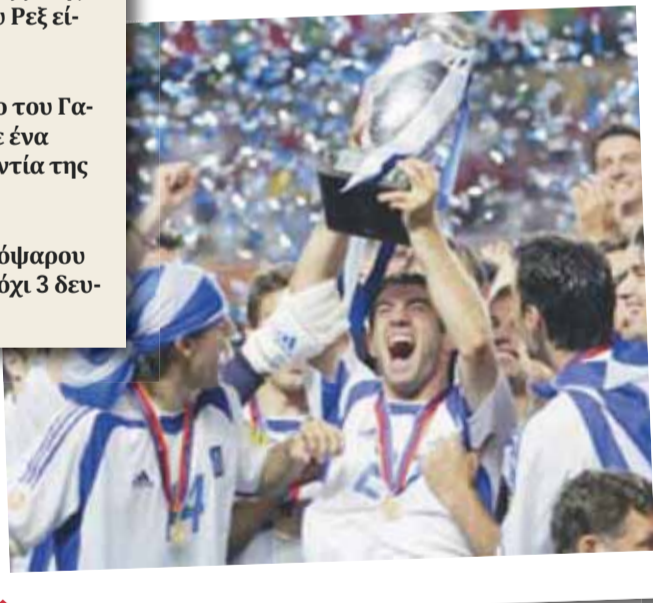 υ Ρεξ εί-
ο του Γα-
ε ένα
ντία της
όψαρου
όχι 3 δευ-